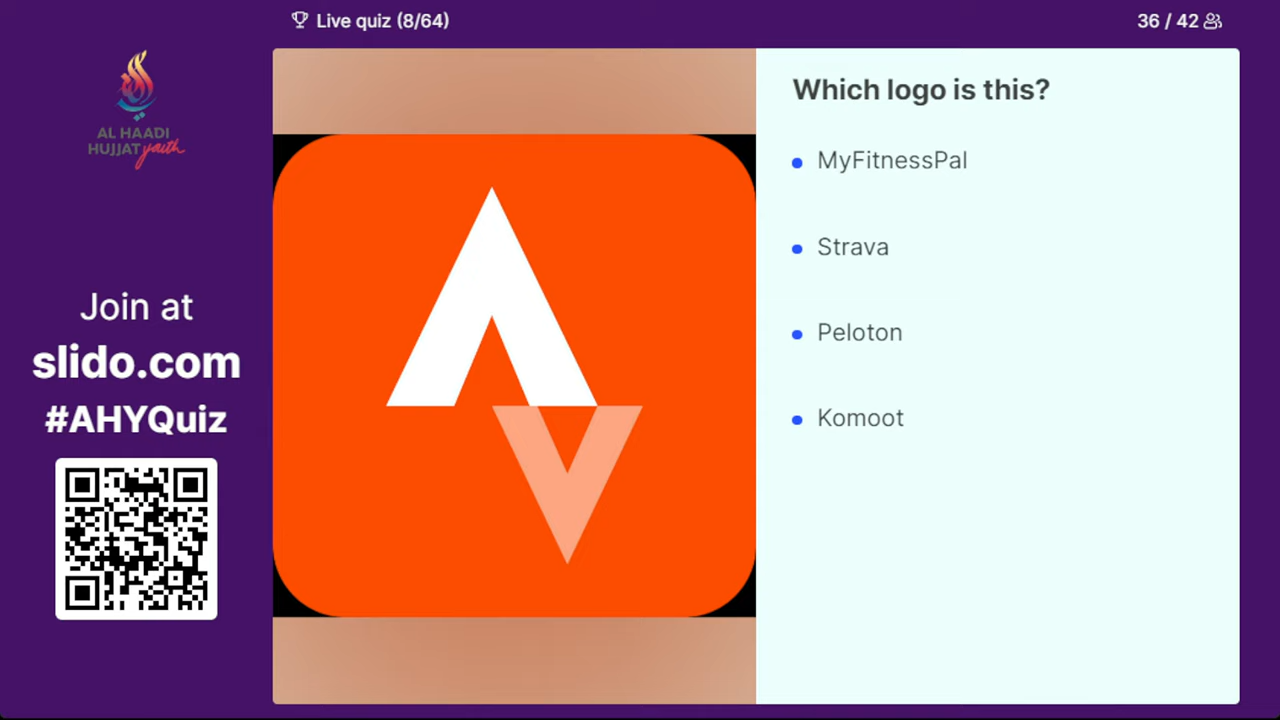 Live quiz (8/64)
36 / 42
AL HAADI
HUJJAT youth
Join at
slido.com
#AHYQuiz
Which logo is this?
MyFitnessPal
Strava
Peloton
Komoot